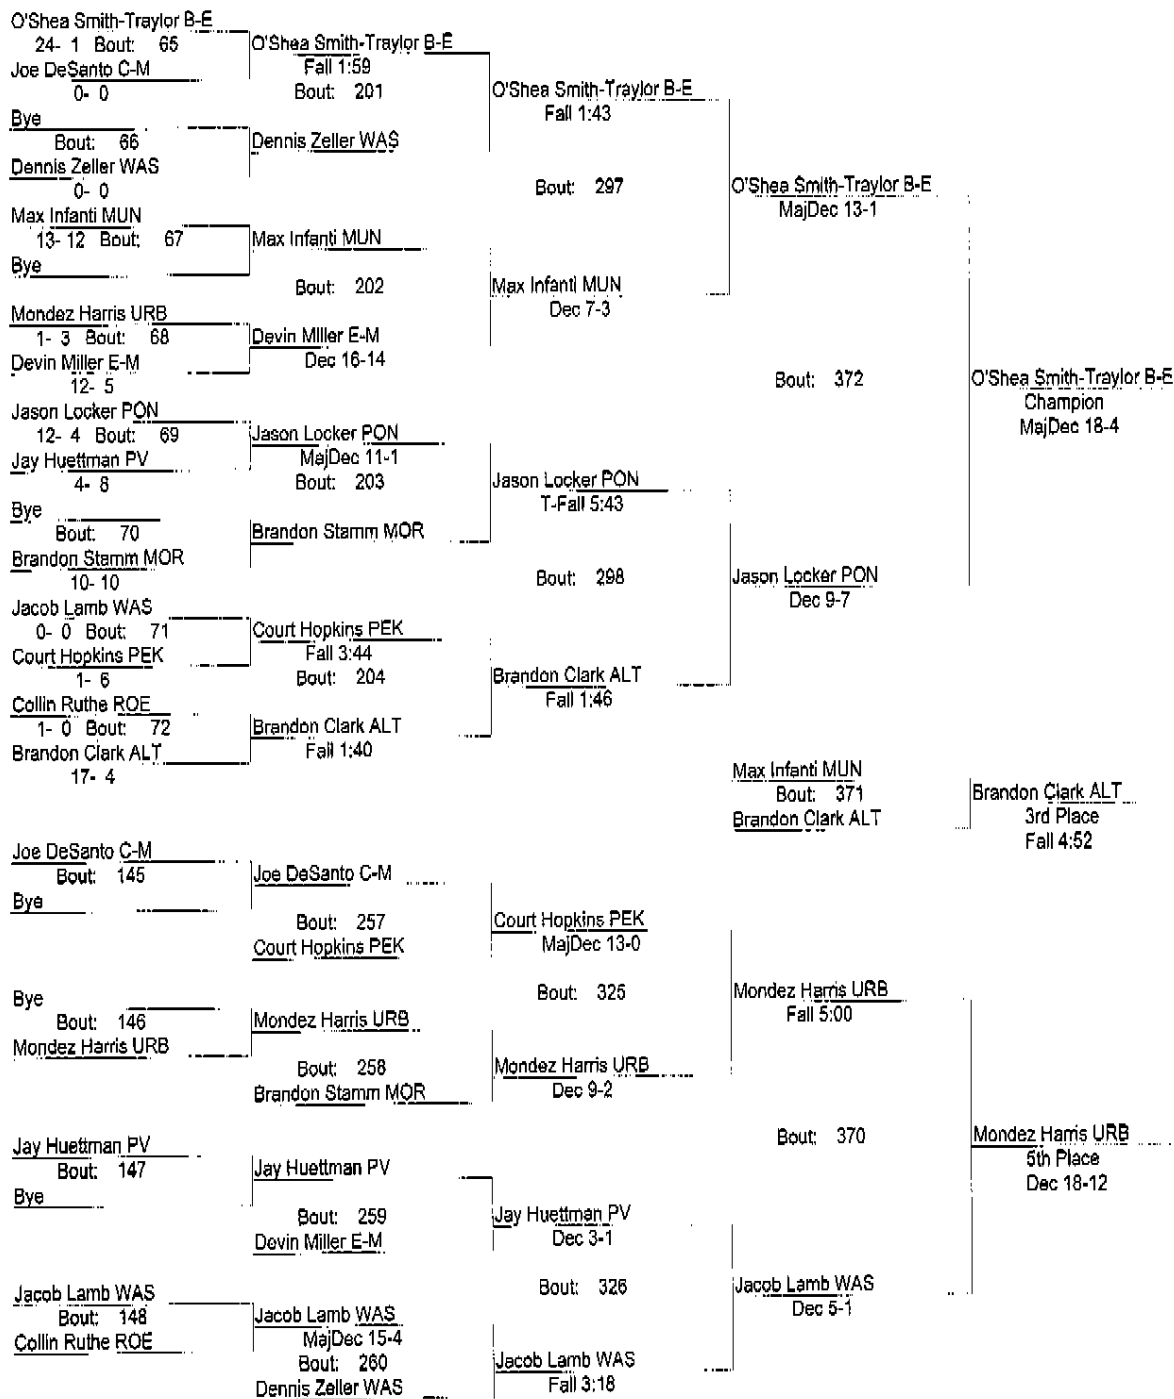 O'Shea Smith-Traylor B-E
24- 1 Bout: 65
Joe DeSanto C-M
0- 0
Bye
Bout: 66
Dennis Zeller WAS
0- 0
Max Infanti MUN
13- 12 Bout: 67
Bye
Mondez Harris URB
1- 3 Bout: 68
Devin Miller E-M
12- 5
Jason Locker PON
12- 4 Bout: 69
Jay Huettman PV
4- 8
Bye
Bout: 70
Brandon Stamm MOR
10- 10
Jacob Lamb WAS
0- 0 Bout: 71
Court Hopkins PEK
1- 6
Collin Ruthe ROE
1- 0 Bout: 72
Brandon Clark ALT
17- 4
O'Shea Smith-Traylor B-E
Fall 1:59
Bout: 201
Dennis Zeller WAS
Max Infanti MUN
Bout: 202
Devin Miller E-M
Dec 16-14
Jason Locker PON
MajDec 11-1
Bout: 203
Brandon Stamm MOR
Court Hopkins PEK
Fall 3:44
Bout: 204
Brandon Clark ALT
Fall 1:40
O'Shea Smith-Traylor B-E
Fall 1:43
Bout: 297
Max Infanti MUN
Dec 7-3
Jason Locker PON
T-Fall 5:43
Bout: 298
Brandon Clark ALT
Fall 1:46
O'Shea Smith-Traylor B-E
MajDec 13-1
Bout: 372
Jason Locker PON
Dec 9-7
O'Shea Smith-Traylor B-E
Champion
MajDec 18-4
Max Infanti MUN
Bout: 371
Brandon Clark ALT
Brandon Clark ALT
3rd Place
Fall 4:52
Joe DeSanto C-M
Bout: 145
Bye
Bye
Bout: 146
Mondez Harris URB
Jay Huettman PV
Bout: 147
Bye
Jacob Lamb WAS
Bout: 148
Collin Ruthe ROE
Joe DeSanto C-M
Bout: 257
Court Hopkins PEK
Mondez Harris URB
Bout: 258
Brandon Stamm MOR
Jay Huettman PV
Bout: 259
Devin Miller E-M
Jacob Lamb WAS
MajDec 15-4
Bout: 260
Dennis Zeller WAS
Court Hopkins PEK
MajDec 13-0
Bout: 325
Mondez Harris URB
Dec 9-2
Jay Huettman PV
Dec 3-1
Bout: 326
Jacob Lamb WAS
Fall 3:18
Mondez Harris URB
Fall 5:00
Bout: 370
Jacob Lamb WAS
Dec 5-1
Mondez Harris URB
5th Place
Dec 18-12